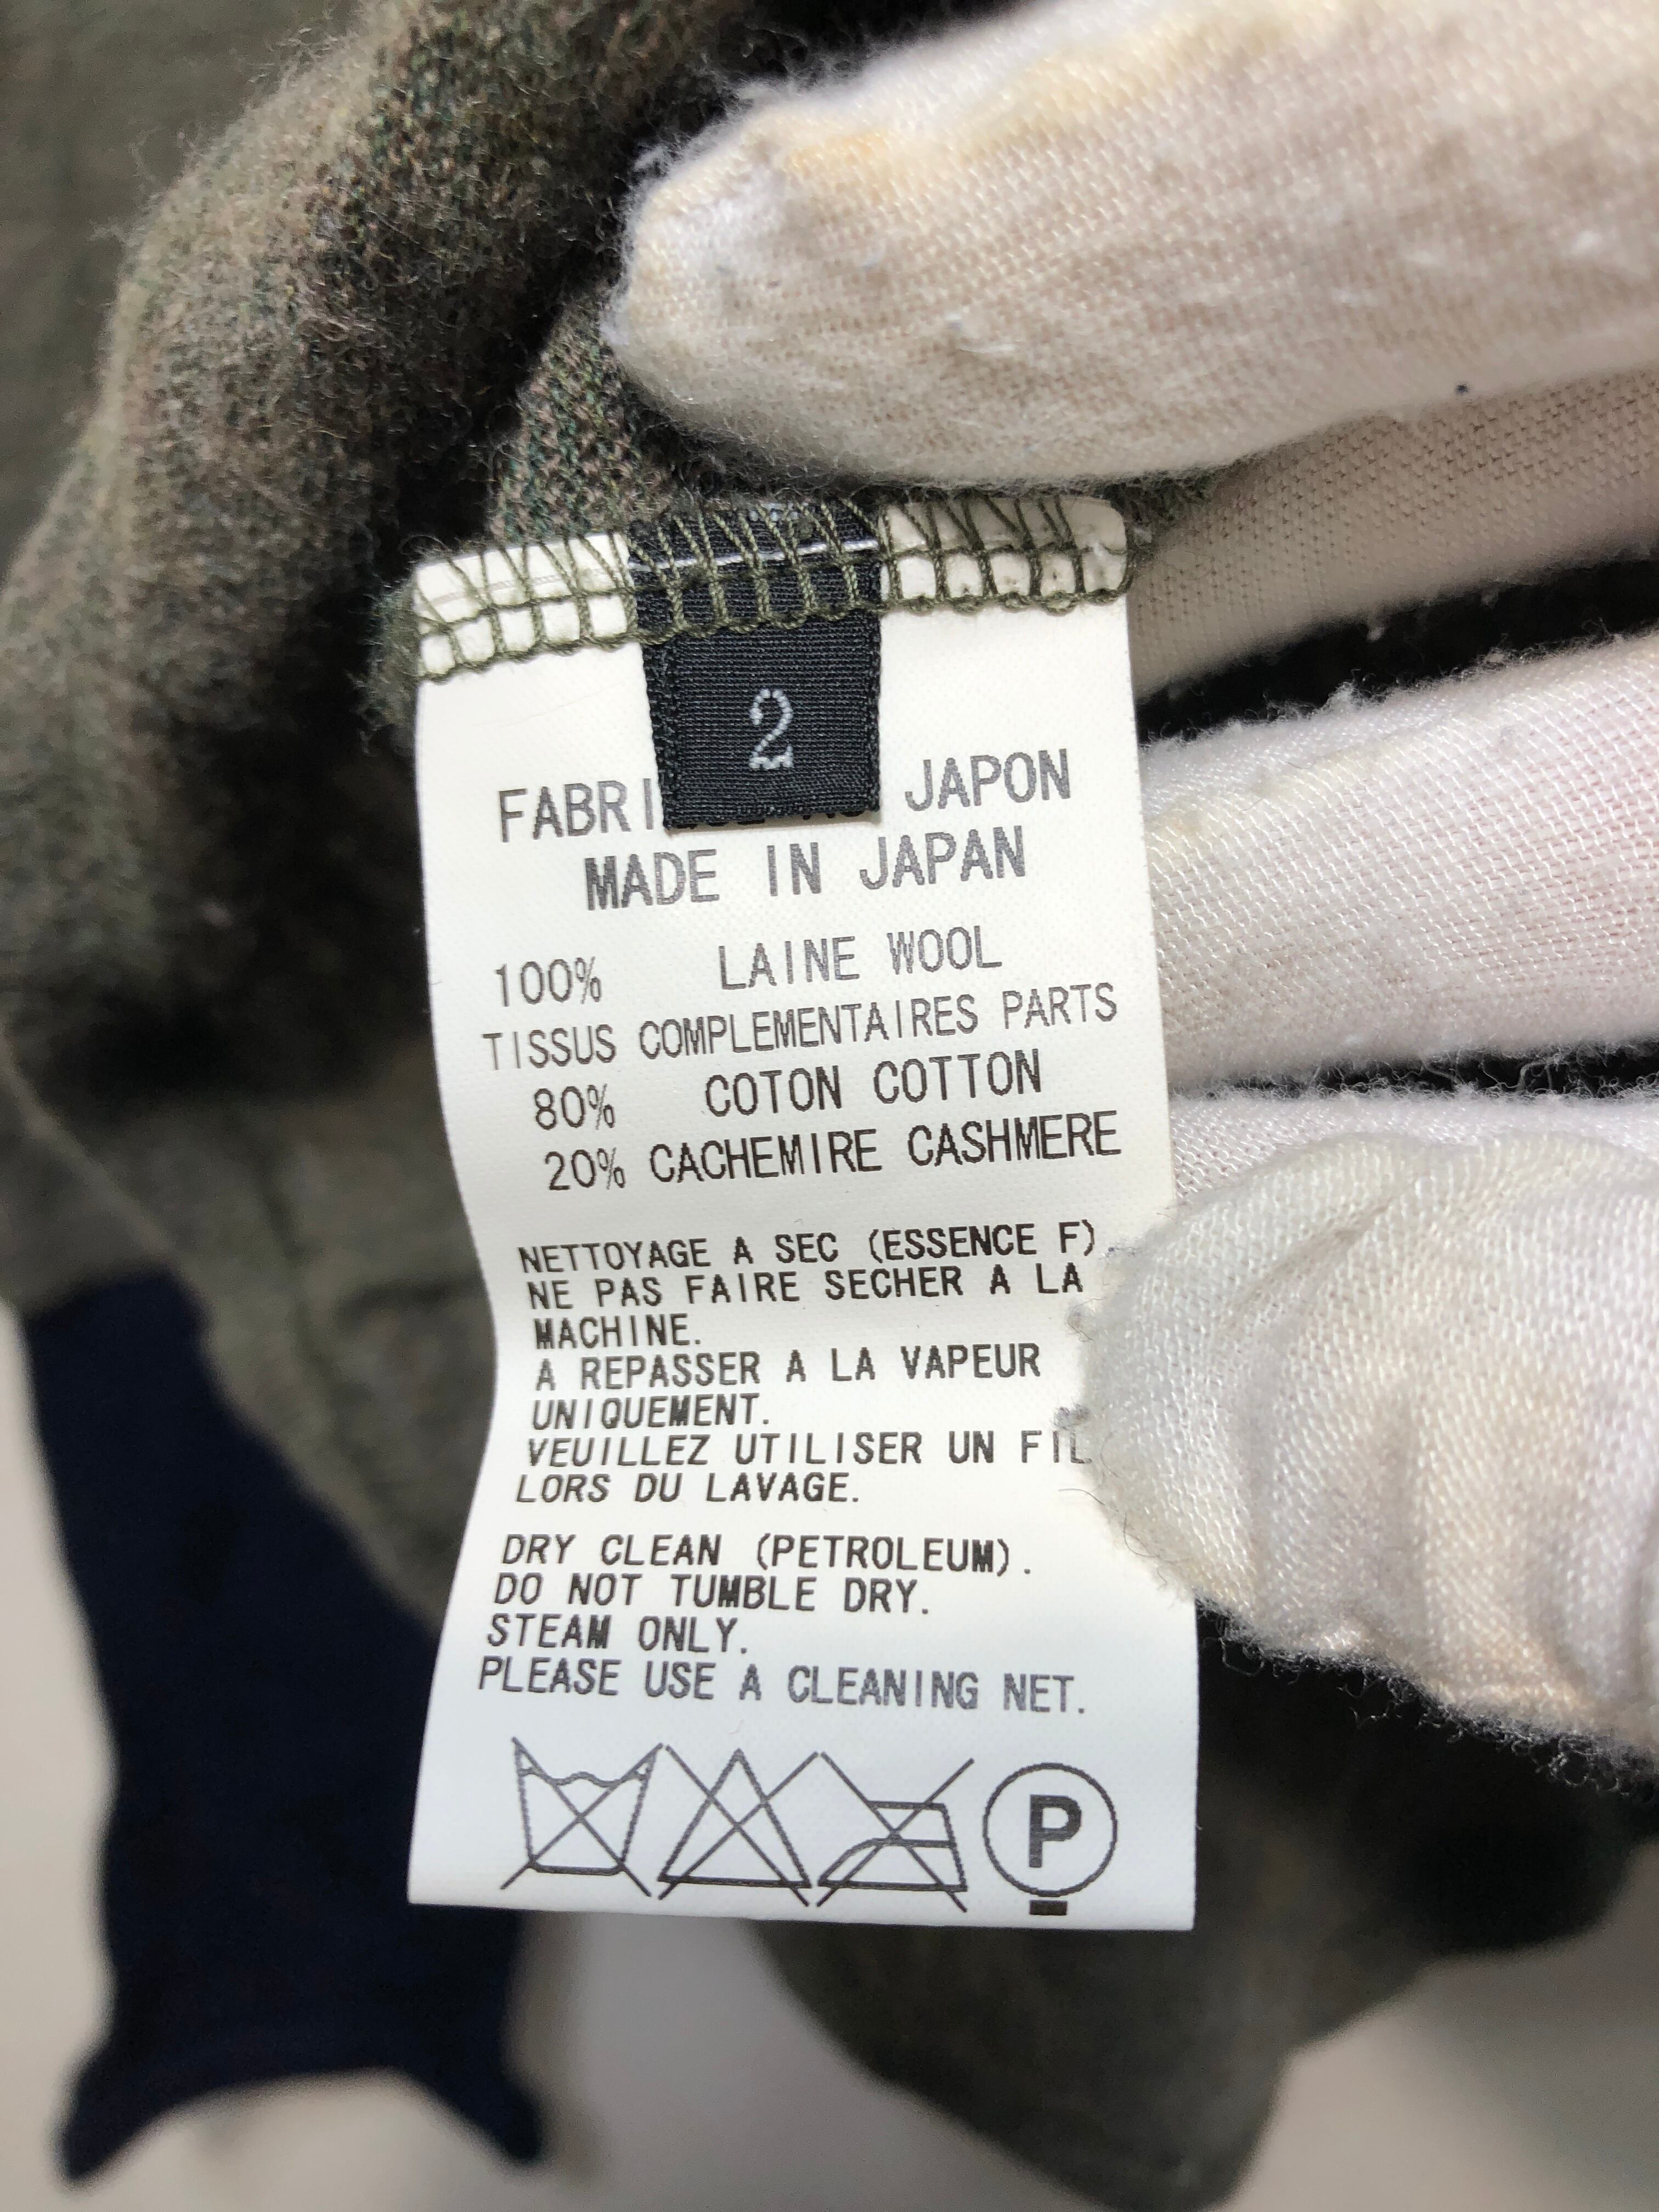 2
JAPON
MADE IN JAPAN
100% LAINE WOOL
TISSUS COMPLEMENTAIRES PARTS
80% COTON COTTON
20% CACHEMIRE CASHMERE
NETTOYAGE A SEC (ESSENCE F)
NE PAS FAIRE SECHER A LA
MACHINE.
A REPASSER A LA VAPEUR
UNIQUEMENT.
VEUILLEZ UTILISER UN FIL
LORS DU LAVAGE.
DRY CLEAN (PETROLEUM).
DO NOT TUMBLE DRY.
STEAM ONLY.
PLEASE USE A CLEANING NET.
P